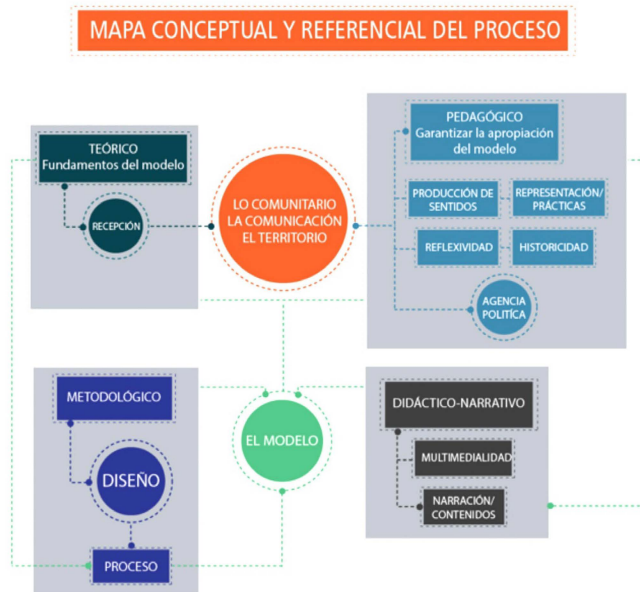 MAPA CONCEPTUAL Y REFERENCIAL DEL PROCESO
TEÓRICO
Fundamentos del modelo
RECEPCIÓN
LO COMUNITARIO
LA COMUNICACIÓN
EL TERRITORIO
PEDAGÓGICO
Garantizar la apropiación
del modelo
PRODUCCIÓN DE
SENTIDOS
REPRESENTACIÓN/
PRÁCTICAS
REFLEXIVIDAD
HISTORICIDAD
AGENCIA
POLITÍCA
METODOLÓGICO
DISEÑO
PROCESO
EL MODELO
DIDÁCTICO-NARRATIVO
MULTIMEDIALIDAD
NARRACIÓN/
CONTENIDOS